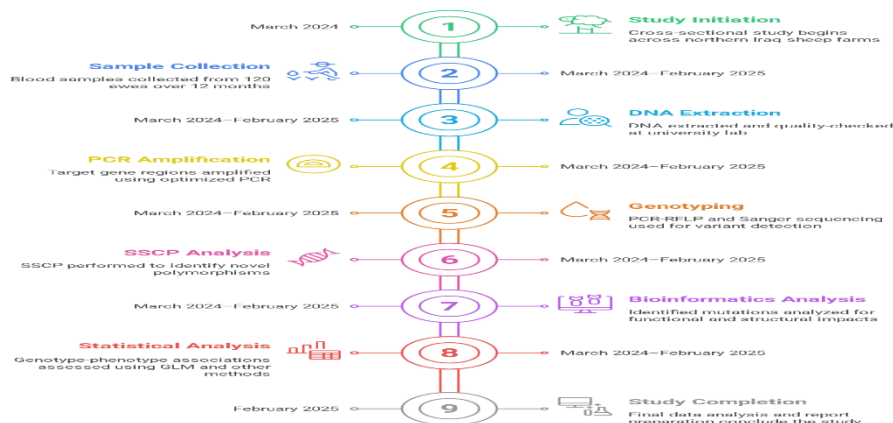 March 2024
1
Study Initiation
Cross-sectional study begins
across northern Iraq sheep farms
Sample Collection
Blood samples collected from 120
ewes over 12 months
2
March 2024–February 2025
March 2024–February 2025
3
DNA Extraction
DNA extracted and quality-checked
at university lab
PCR Amplification
Target gene regions amplified
using optimized PCR
4
March 2024–February 2025
March 2024–February 2025
5
Genotyping
PCR-RFLP and Sanger sequencing
used for variant detection
SSCP Analysis
SSCP performed to identify novel
polymorphisms
6
March 2024–February 2025
March 2024–February 2025
7
Bioinformatics Analysis
Identified mutations analyzed for
functional and structural impacts
Statistical Analysis
Genotype-phenotype associations
assessed using GLM and other
methods
8
March 2024–February 2025
February 2025
9
Study Completion
Final data analysis and report
preparation conclude the study